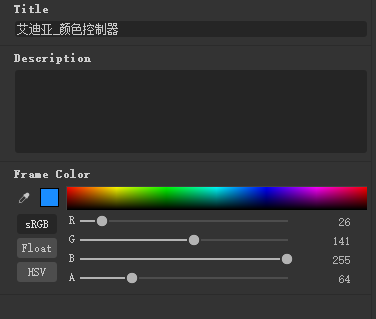 Title
艾迪亚_颜色控制器
Description
Frame Color
sRGB
Float
HSV
R 26
G 141
B 255
A 64